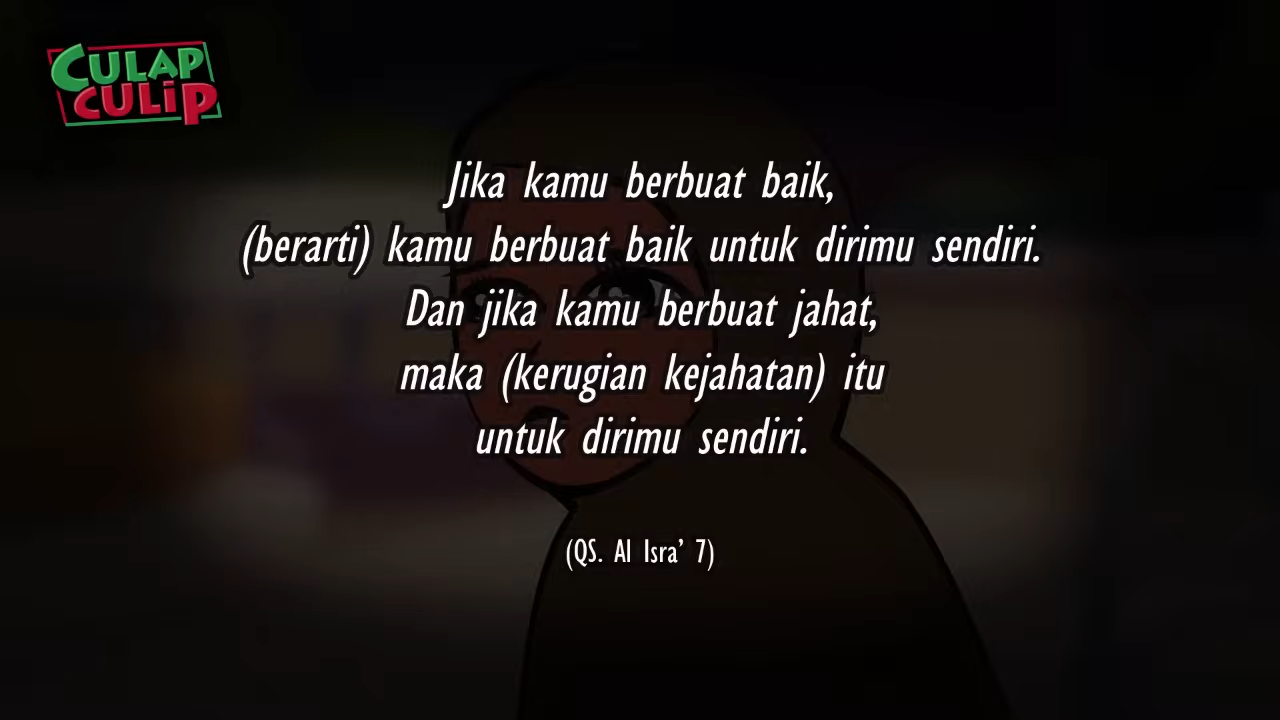 CULAP
CULIP
Jika kamu berbuat baik,
(berarti) kamu berbuat baik untuk dirimu sendiri.
Dan jika kamu berbuat jahat,
maka (kerugian kejahatan) itu
untuk dirimu sendiri.
(QS. Al Isra’ 7)